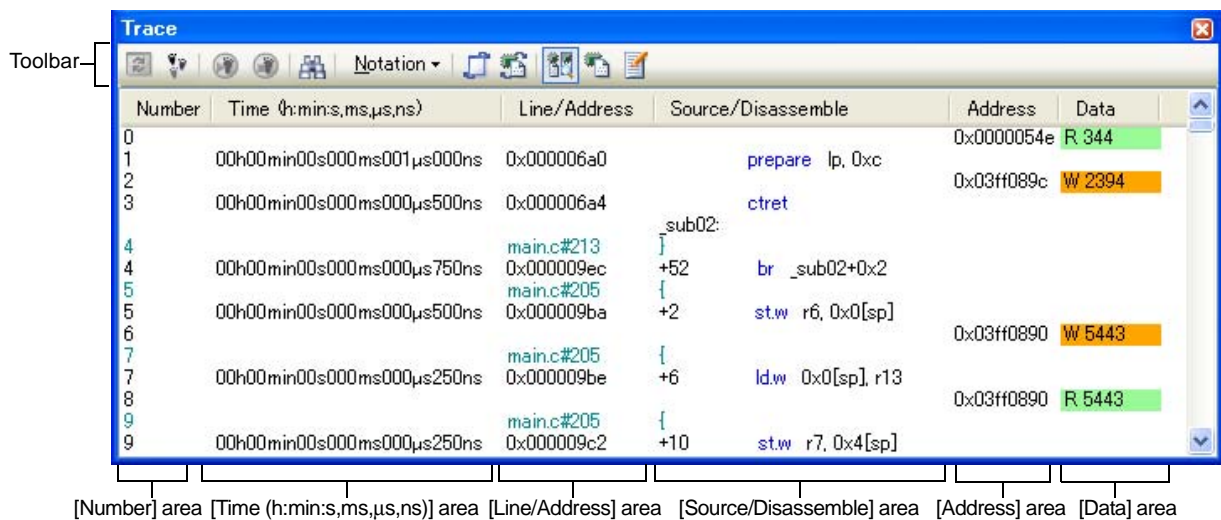 Trace
Toolbar
Notation
Number Time (h:min:s,ms,μs,ns) Line/Address Source/Disassemble Address Data
0 0x0000054e R 344
1 00h00min00s000ms001μs000ns 0x000006a0 prepare lp, 0xc
2 0x03ff089c W 2394
3 00h00min00s000ms000μs500ns 0x000006a4 ctret
_sub02:
4 main.c#213 }
4 00h00min00s000ms000μs750ns 0x000009ec +52 br _sub02+0x2
5 main.c#205 {
5 00h00min00s000ms000μs500ns 0x000009ba +2 st.w r6, 0x0[sp]
6 0x03ff0890 W 5443
7 main.c#205 {
7 00h00min00s000ms000μs250ns 0x000009be +6 ld.w 0x0[sp], r13
8 0x03ff0890 R 5443
9 main.c#205 {
9 00h00min00s000ms000μs250ns 0x000009c2 +10 st.w r7, 0x4[sp]
[Number] area [Time (h:min:s,ms,μs,ns)] area [Line/Address] area [Source/Disassemble] area [Address] area [Data] area